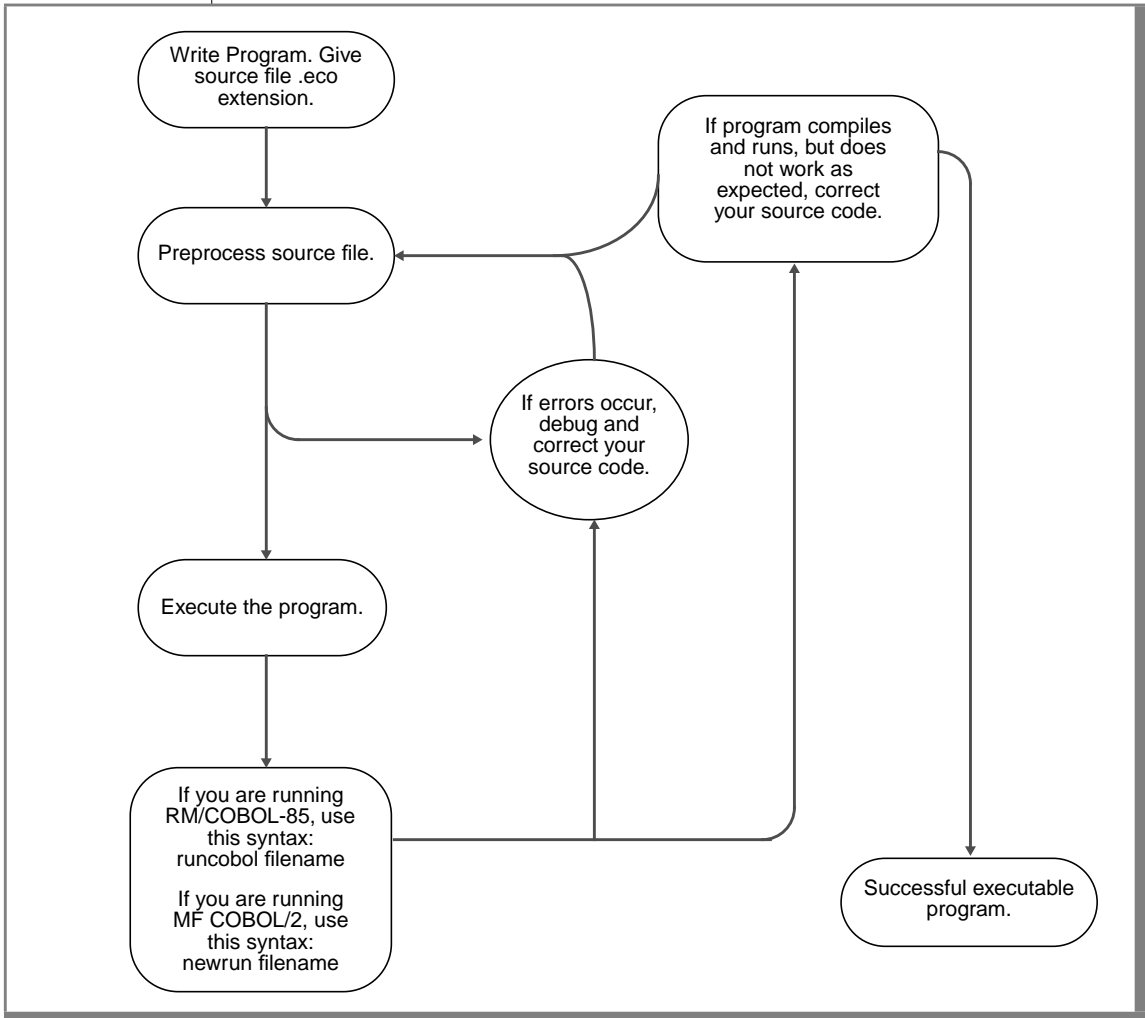 Write Program. Give
source file .eco
extension.
If program compiles
and runs, but does
not work as
expected, correct
your source code.
Preprocess source file.
If errors occur,
debug and
correct your
source code.
Execute the program.
If you are running
RM/COBOL-85, use
this syntax:
runcobol filename
If you are running
MF COBOL/2, use
this syntax:
newrun filename
Successful executable
program.